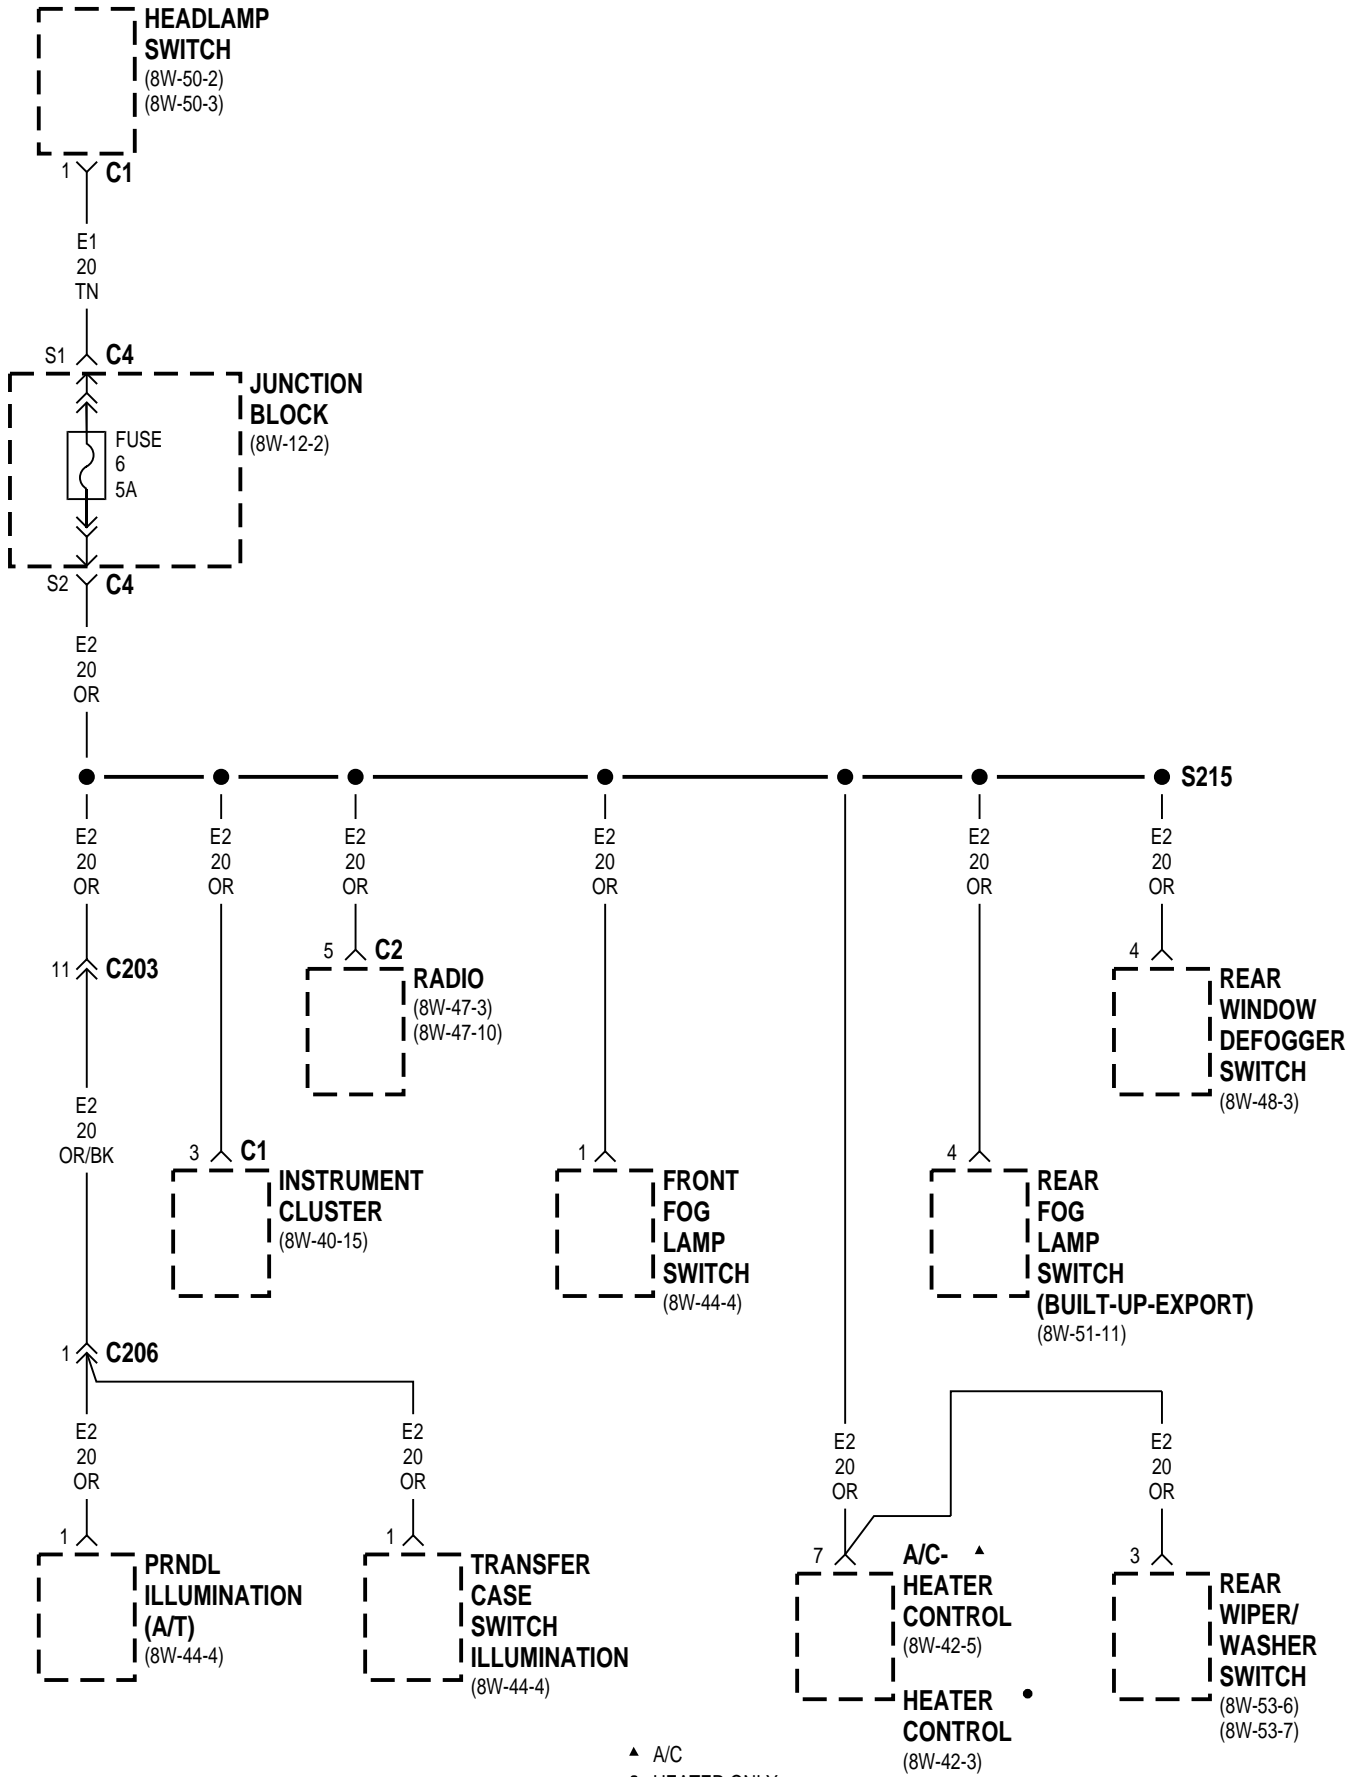 HEADLAMP
SWITCH
(8W-50-2)
(8W-50-3)
1 C1
E1
20
TN
S1 C4
JUNCTION
BLOCK
(8W-12-2)
FUSE
6
5A
S2 C4
E2
20
OR
S215
E2 E2 E2 E2 E2 E2
20 20 20 20 20 20
OR OR OR OR OR OR
11 C203
5 C2
RADIO
(8W-47-3)
(8W-47-10)
4
REAR
WINDOW
DEFOGGER
SWITCH
(8W-48-3)
E2
20
OR/BK
3 C1
INSTRUMENT
CLUSTER
(8W-40-15)
1
FRONT
FOG
LAMP
SWITCH
(8W-44-4)
4
REAR
FOG
LAMP
SWITCH
(BUILT-UP-EXPORT)
(8W-51-11)
1 C206
E2 E2 E2 E2
20 20 20 20
OR OR OR OR
1
PRNDL
ILLUMINATION
(A/T)
(8W-44-4)
1
TRANSFER
CASE
SWITCH
ILLUMINATION
(8W-44-4)
7
A/C- ▲
HEATER
CONTROL
(8W-42-5)
HEATER ●
CONTROL
(8W-42-3)
3
REAR
WIPER/
WASHER
SWITCH
(8W-53-6)
(8W-53-7)
▲ A/C
HEATER ONLY